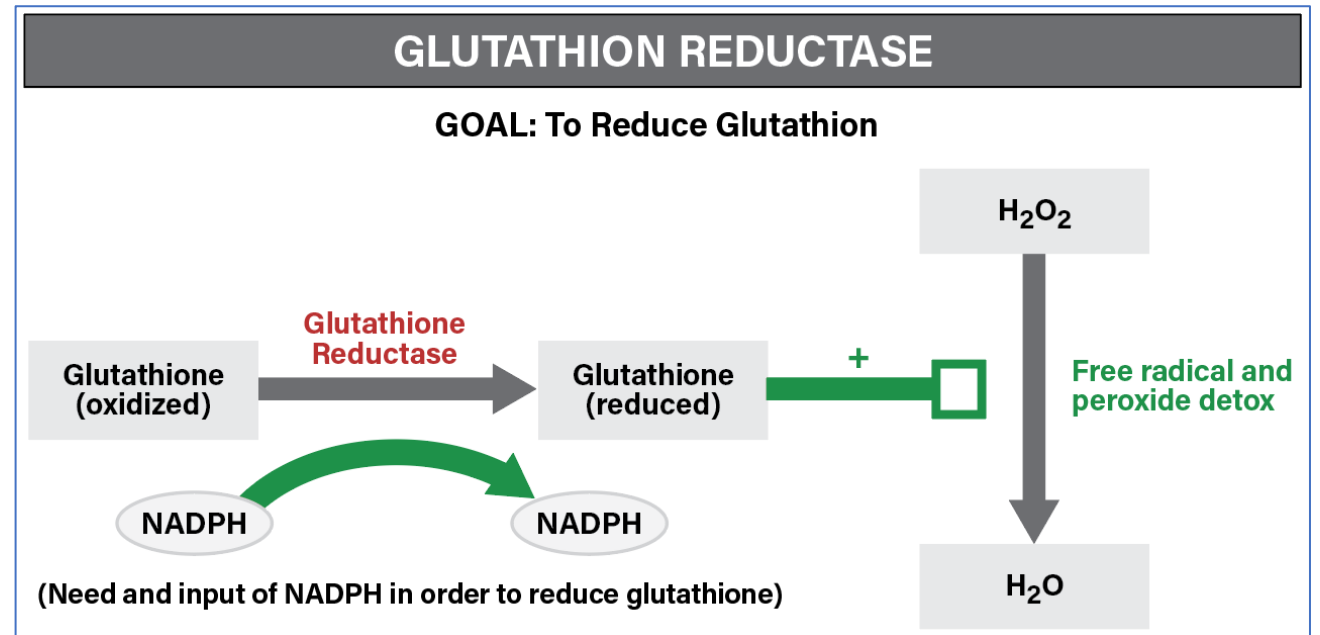 GLUTATHION REDUCTASE
GOAL: To Reduce Glutathion
H₂O₂
Glutathione
Reductase
Glutathione
(oxidized)
Glutathione
(reduced)
+
Free radical and
peroxide detox
NADPH
NADPH
(Need and input of NADPH in order to reduce glutathione)
H₂O